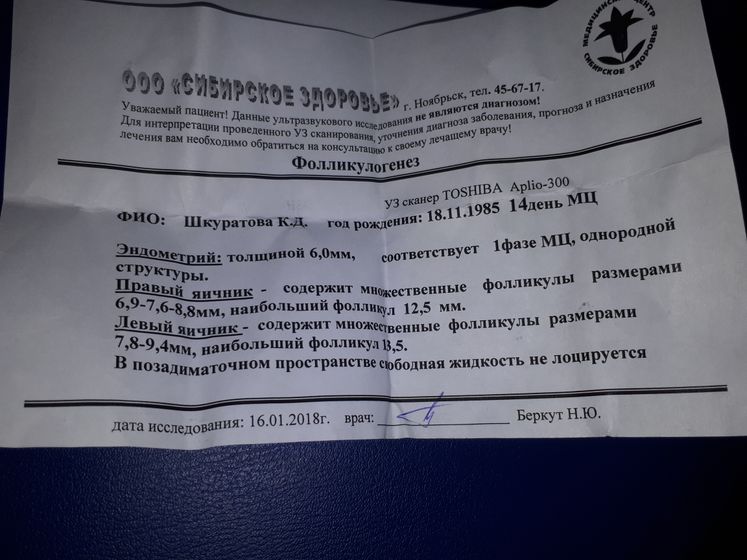 МЕДИЦИНСКИЙ ЦЕНТР
СИБИРСКОЕ ЗДОРОВЬЕ
ООО «СИБИРСКОЕ ЗДОРОВЬЕ» г. Ноябрьск, тел. 45-67-17.
Уважаемый пациент! Данные ультразвукового исследования не являются диагнозом!
Для интерпретации проведенного УЗ сканирования, уточнения диагноза заболевания, прогноза и назначения
лечения вам необходимо обратиться на консультацию к своему лечащему врачу!
Фолликулогенез
УЗ сканер TOSHIBA Aplio-300
ФИО: Шкуратова К.Д. год рождения: 18.11.1985 14день МЦ
Эндометрий: толщиной 6,0мм, соответствует 1фазе МЦ, однородной
структуры.
Правый яичник - содержит множественные фолликулы размерами
6,9-7,6-8,8мм, наибольший фолликул 12,5 мм.
Левый яичник - содержит множественные фолликулы размерами
7,8-9,4мм, наибольший фолликул 13,5.
В позадиматочном пространстве свободная жидкость не лоцируется
дата исследования: 16.01.2018г. врач: Беркут Н.Ю.